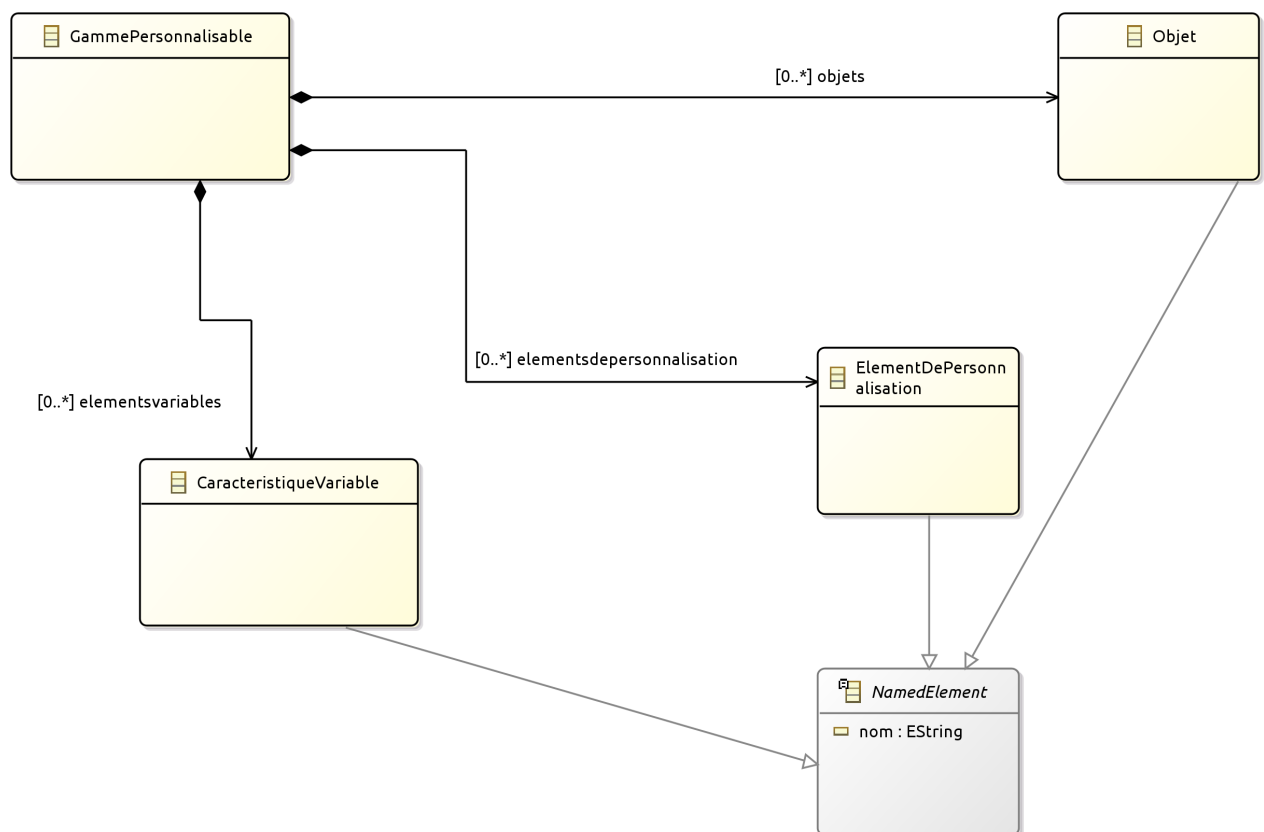 GammePersonnalisable
Objet
[0..*] objets
[0..*] elementsdepersonnalisation
ElementDePersonn
alisation
[0..*] elementsvariables
CaracteristiqueVariable
NamedElement
nom : EString